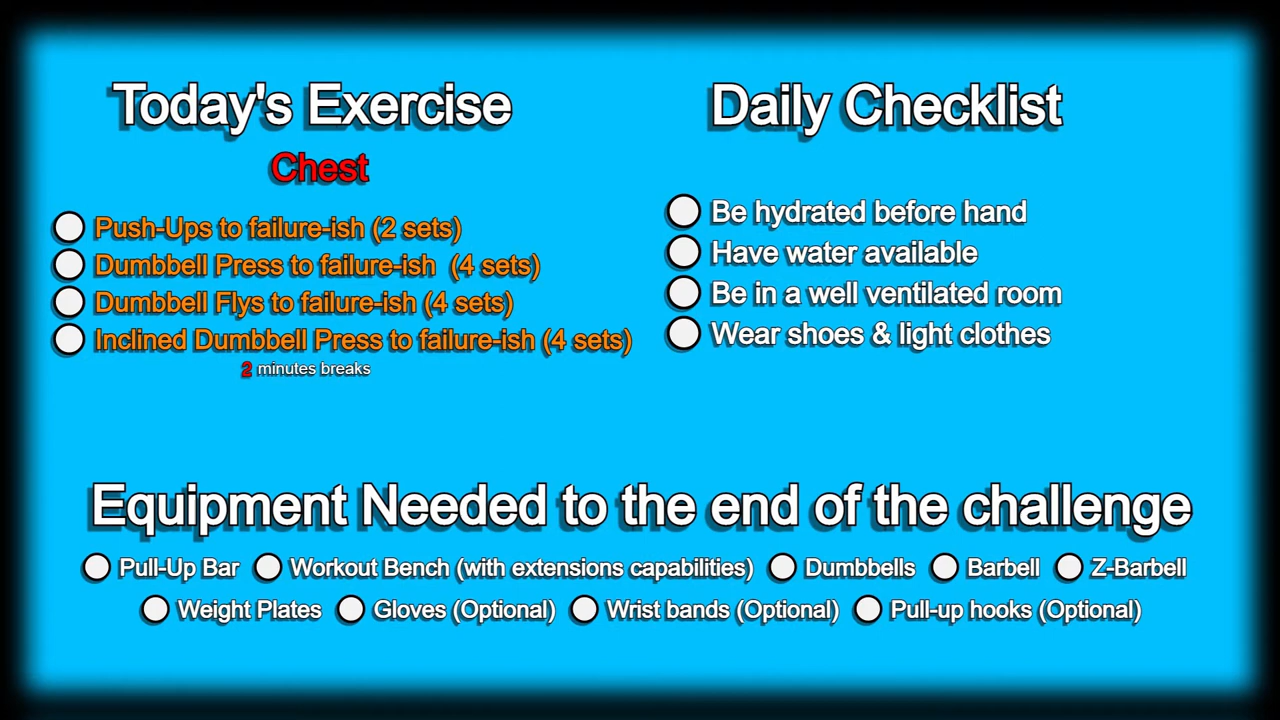 Today's Exercise
Chest
Push-Ups to failure-ish (2 sets)
Dumbbell Press to failure-ish (4 sets)
Dumbbell Flys to failure-ish (4 sets)
Inclined Dumbbell Press to failure-ish (4 sets)
2 minutes breaks
Daily Checklist
Be hydrated before hand
Have water available
Be in a well ventilated room
Wear shoes & light clothes
Equipment Needed to the end of the challenge
Pull-Up Bar Workout Bench (with extensions capabilities) Dumbbells Barbell Z-Barbell
Weight Plates Gloves (Optional) Wrist bands (Optional) Pull-up hooks (Optional)